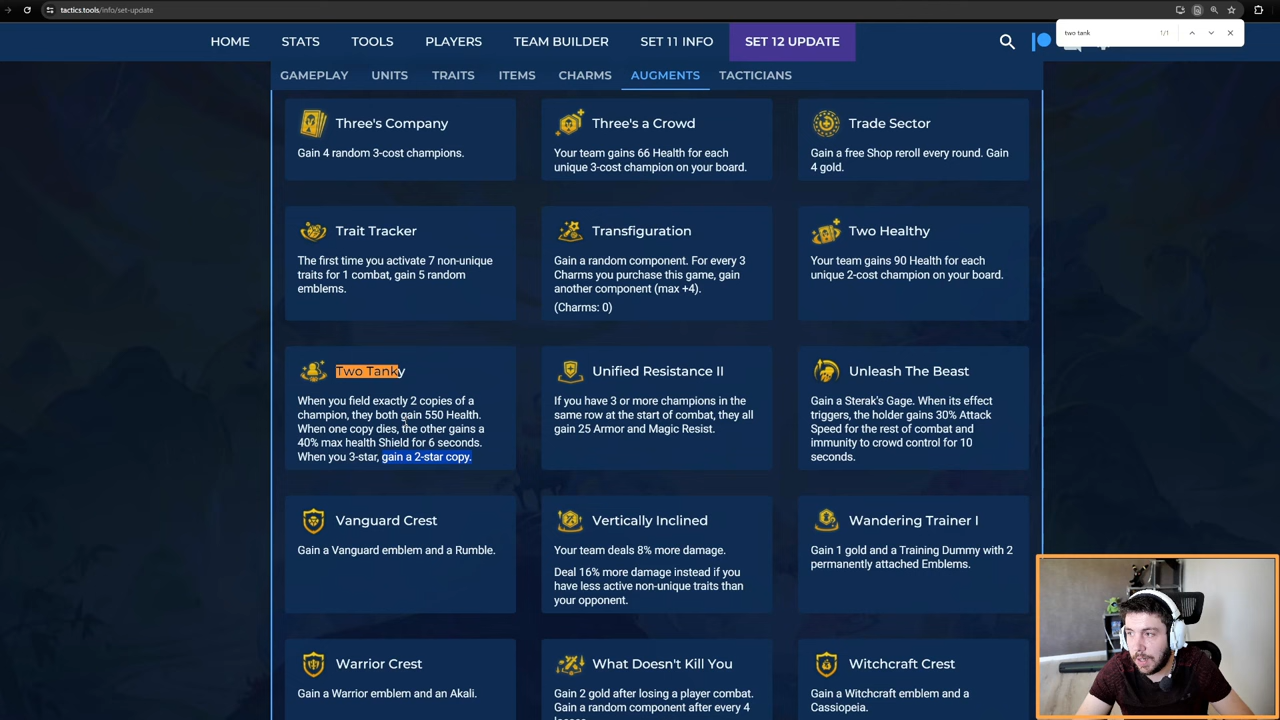 tactics.tools/info/set-update
two tank 1/1
HOME STATS TOOLS PLAYERS TEAM BUILDER SET 11 INFO SET 12 UPDATE
GAMEPLAY UNITS TRAITS ITEMS CHARMS AUGMENTS TACTICIANS
Three's Company
Gain 4 random 3-cost champions.
Three's a Crowd
Your team gains 66 Health for each
unique 3-cost champion on your board.
Trade Sector
Gain a free Shop reroll every round. Gain
4 gold.
Trait Tracker
The first time you activate 7 non-unique
traits for 1 combat, gain 5 random
emblems.
Transfiguration
Gain a random component. For every 3
Charms you purchase this game, gain
another component (max +4).
(Charms: 0)
Two Healthy
Your team gains 90 Health for each
unique 2-cost champion on your board.
Two Tanky
When you field exactly 2 copies of a
champion, they both gain 550 Health.
When one copy dies, the other gains a
40% max health Shield for 6 seconds.
When you 3-star, gain a 2-star copy.
Unified Resistance II
If you have 3 or more champions in the
same row at the start of combat, they all
gain 25 Armor and Magic Resist.
Unleash The Beast
Gain a Sterak's Gage. When its effect
triggers, the holder gains 30% Attack
Speed for the rest of combat and
immunity to crowd control for 10
seconds.
Vanguard Crest
Gain a Vanguard emblem and a Rumble.
Vertically Inclined
Your team deals 8% more damage.
Deal 16% more damage instead if you
have less active non-unique traits than
your opponent.
Wandering Trainer I
Gain 1 gold and a Training Dummy with 2
permanently attached Emblems.
Warrior Crest
Gain a Warrior emblem and an Akali.
What Doesn't Kill You
Gain 2 gold after losing a player combat.
Gain a random component after every 4
Witchcraft Crest
Gain a Witchcraft emblem and a
Cassiopeia.